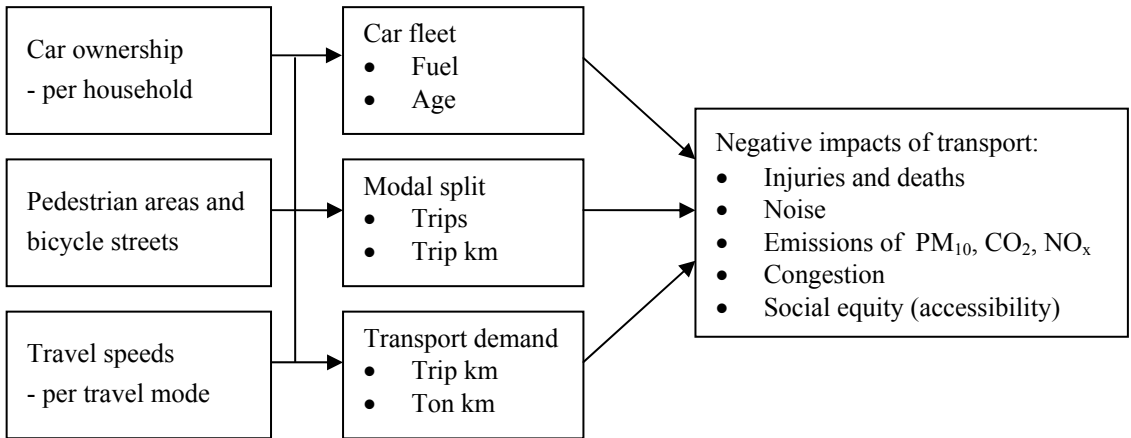 Car ownership
- per household
Pedestrian areas and
bicycle streets
Travel speeds
- per travel mode
Car fleet
• Fuel
• Age
Modal split
• Trips
• Trip km
Transport demand
• Trip km
• Ton km
Negative impacts of transport:
• Injuries and deaths
• Noise
• Emissions of PM₁₀, CO₂, NOₓ
• Congestion
• Social equity (accessibility)